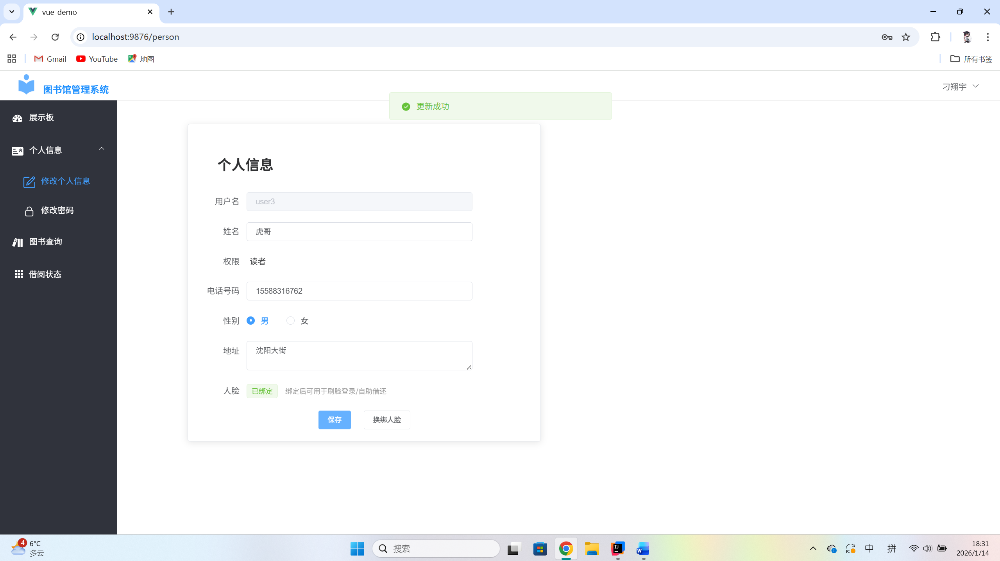 vue demo
localhost:9876/person
Gmail
YouTube
地图
所有书签
图书馆管理系统
刁翔宇
更新成功
展示板
个人信息
修改个人信息
修改密码
图书查询
借阅状态
个人信息
用户名 user3
姓名 虎哥
权限 读者
电话号码 15588316762
性别 男 女
地址 沈阳大街
人脸 已绑定 绑定后可用于刷脸登录/自助借还
保存 换绑人脸
4
6°C
多云
搜索
中
拼
18:31
2026/1/14